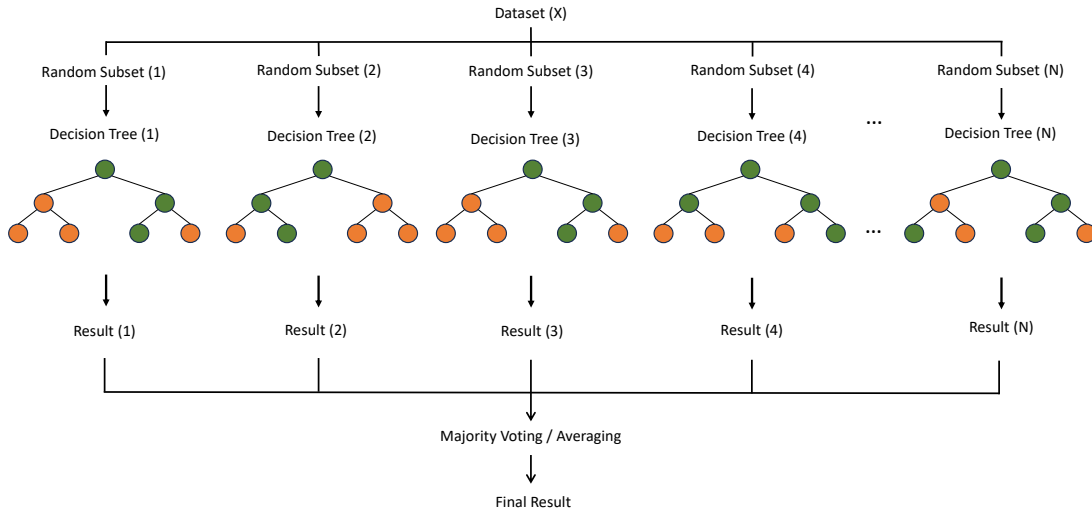 Dataset (X)
Random Subset (1)
Random Subset (2)
Random Subset (3)
Random Subset (4)
Random Subset (N)
Decision Tree (1)
Decision Tree (2)
Decision Tree (3)
Decision Tree (4)
...
Decision Tree (N)
...
Result (1)
Result (2)
Result (3)
Result (4)
Result (N)
Majority Voting / Averaging
Final Result